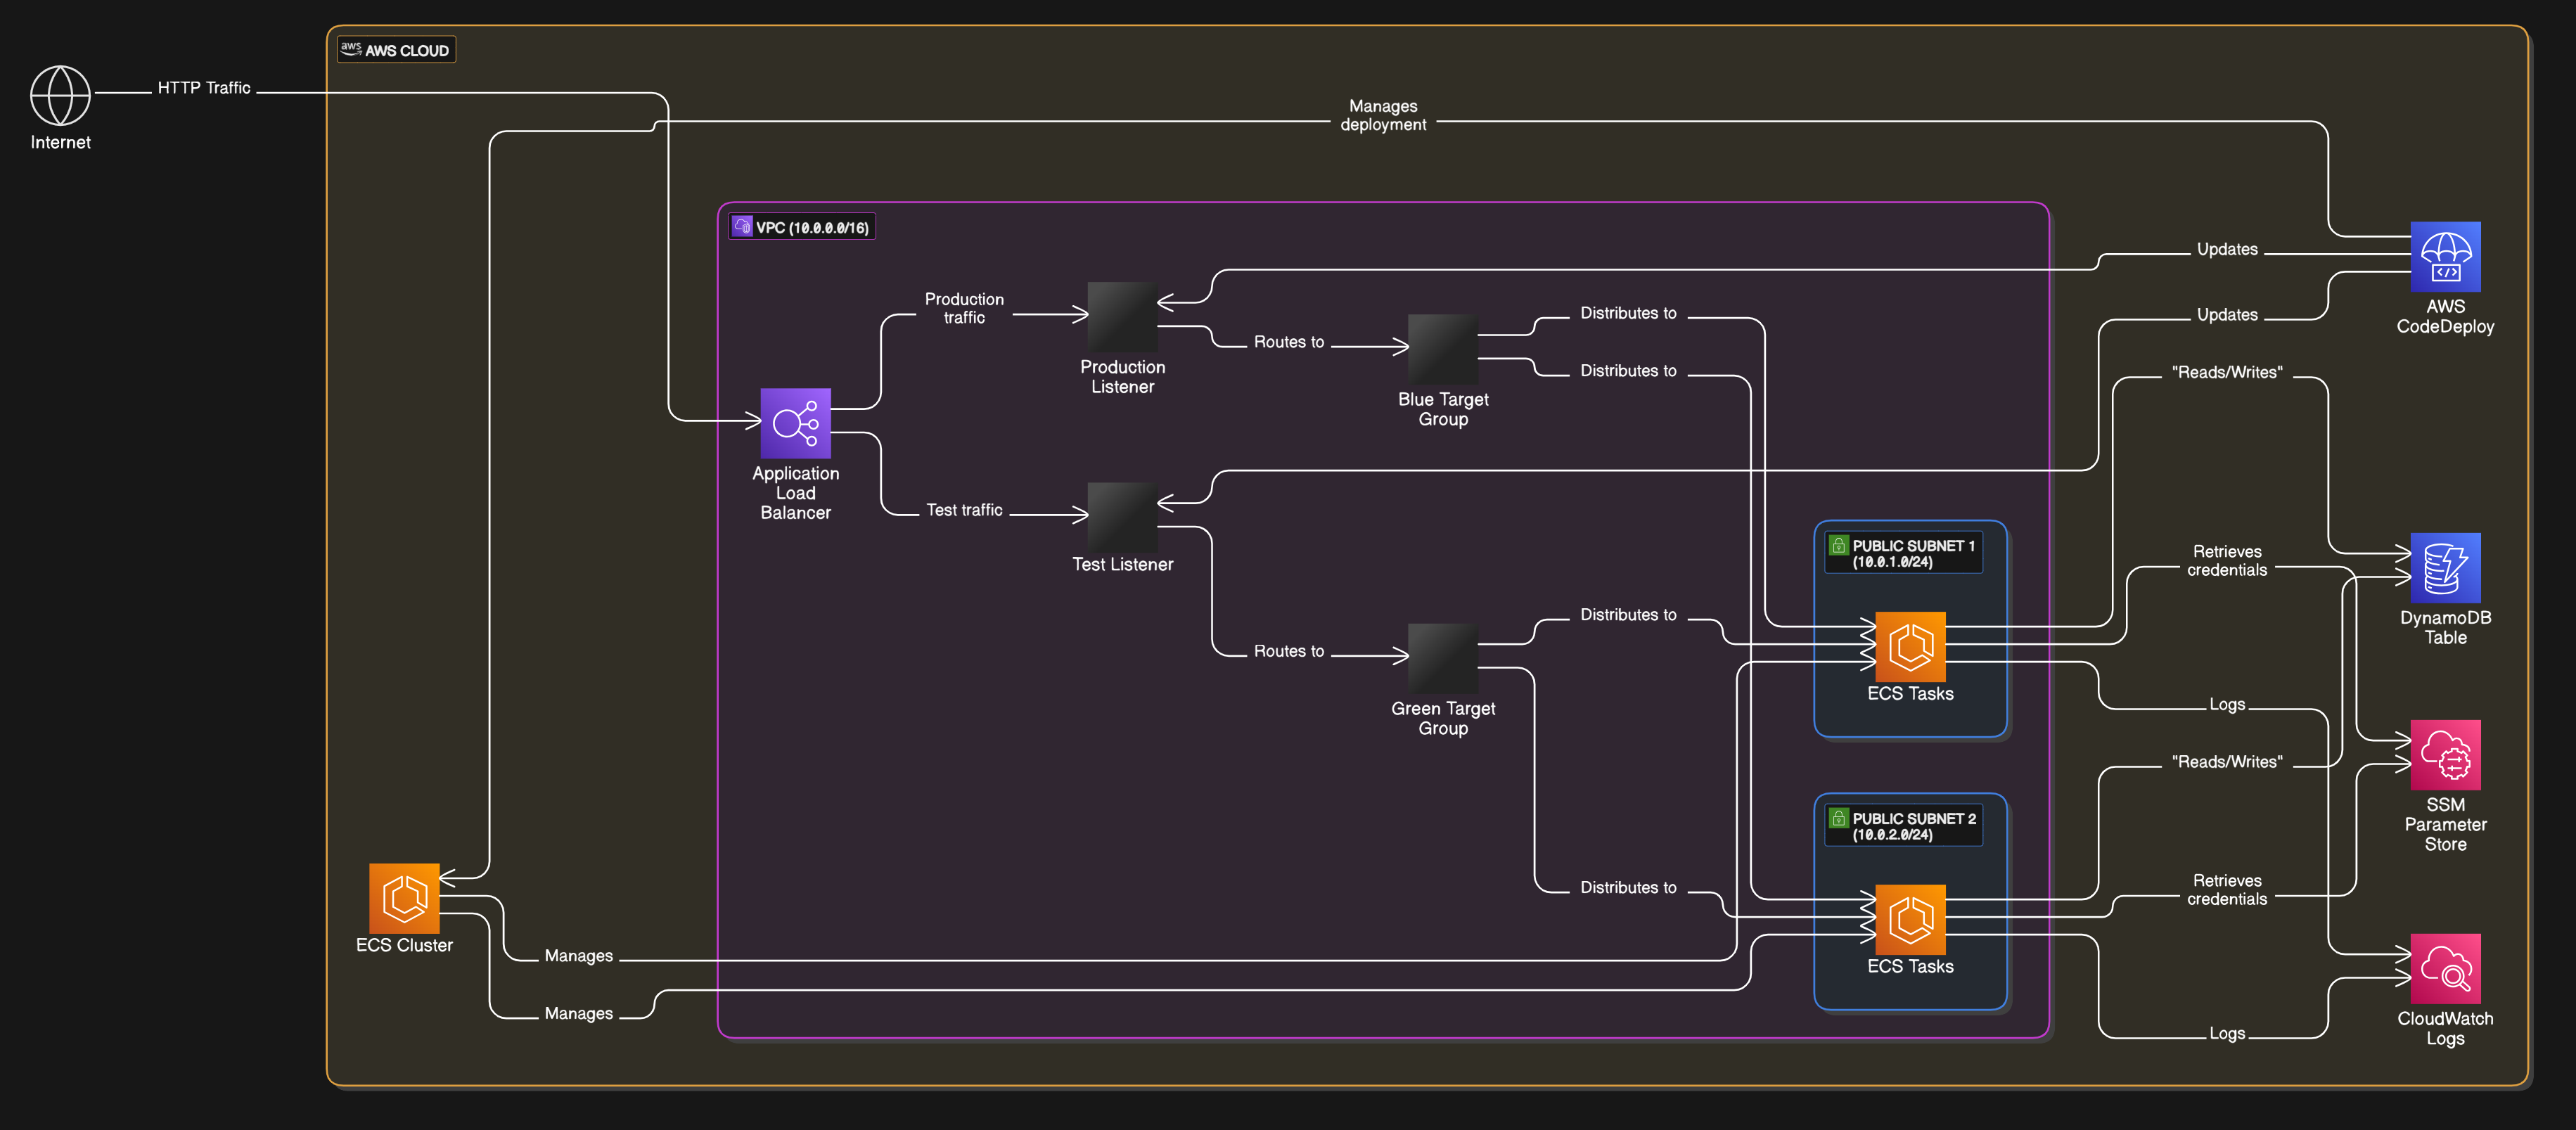 aws AWS CLOUD
Internet
HTTP Traffic
Manages
deployment
VPC (10.0.0.0/16)
Updates
AWS
CodeDeploy
Updates
Production
traffic
Production
Listener
Routes to
Distributes to
Distributes to
Blue Target
Group
"Reads/Writes"
Application
Load
Balancer
Test traffic
Test Listener
PUBLIC SUBNET 1
(10.0.1.0/24)
Retrieves
credentials
DynamoDB
Table
Distributes to
Routes to
Green Target
Group
ECS Tasks
Logs
"Reads/Writes"
SSM
Parameter
Store
PUBLIC SUBNET 2
(10.0.2.0/24)
Distributes to
Retrieves
credentials
ECS Cluster
ECS Tasks
Manages
Manages
CloudWatch
Logs
Logs